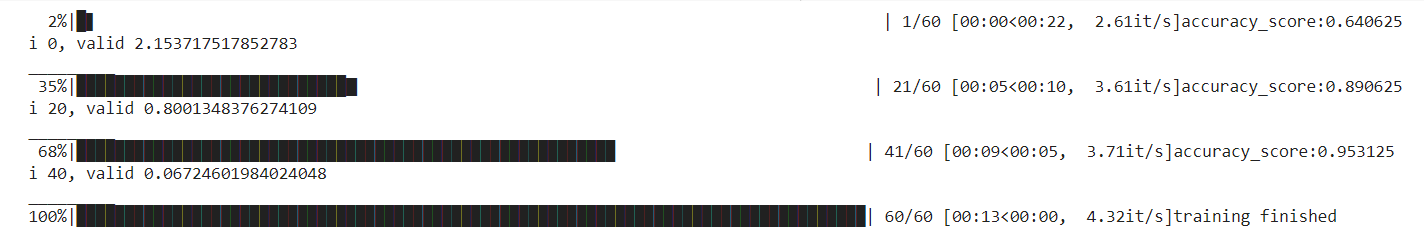 2%| | 1/60 [00:00<00:22, 2.61it/s]accuracy_score:0.640625
i 0, valid 2.153717517852783
_________
35%| | 21/60 [00:05<00:10, 3.61it/s]accuracy_score:0.890625
i 20, valid 0.8001348376274109
_________
68%| | 41/60 [00:09<00:05, 3.71it/s]accuracy_score:0.953125
i 40, valid 0.06724601984024048
_________
100%| | 60/60 [00:13<00:00, 4.32it/s]training finished